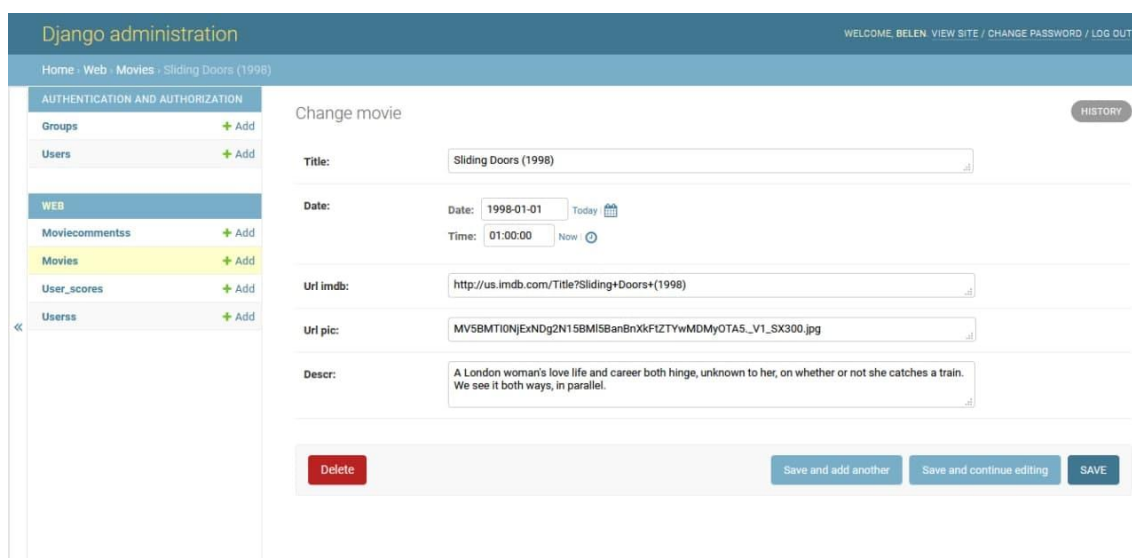 Django administration
WELCOME, BELEN. VIEW SITE / CHANGE PASSWORD / LOG OUT
Home › Web › Movies › Sliding Doors (1998)
AUTHENTICATION AND AUTHORIZATION
Groups + Add
Users + Add
WEB
Moviecommentss + Add
Movies + Add
User_scores + Add
Userss + Add
«
Change movie
HISTORY
Title: Sliding Doors (1998)
Date: Date: 1998-01-01 Today |
Time: 01:00:00 Now |
Url imdb: http://us.imdb.com/Title?Sliding+Doors+(1998)
Url pic: MV5BMTI0NjExNDg2N15BMl5BanBnXkFtZTYwMDMyOTA5._V1_SX300.jpg
Descr: A London woman's love life and career both hinge, unknown to her, on whether or not she catches a train.
We see it both ways, in parallel.
Delete
Save and add another
Save and continue editing
SAVE